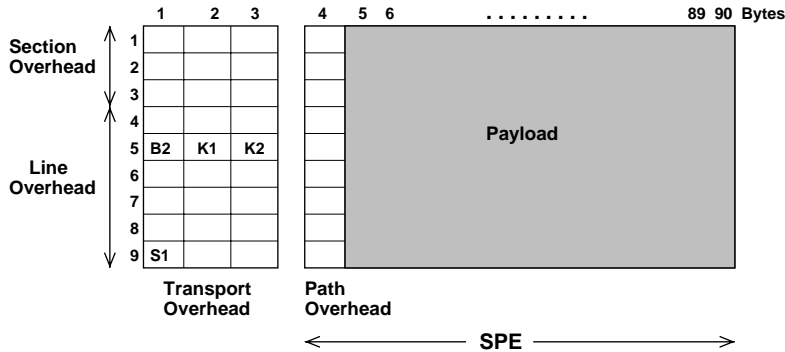 1 2 3 4 5 6 ......... 89 90 Bytes
Section
Overhead
1
2
3
4
5 B2 K1 K2
Payload
Line
Overhead
6
7
8
9 S1
Transport
Overhead
Path
Overhead
SPE